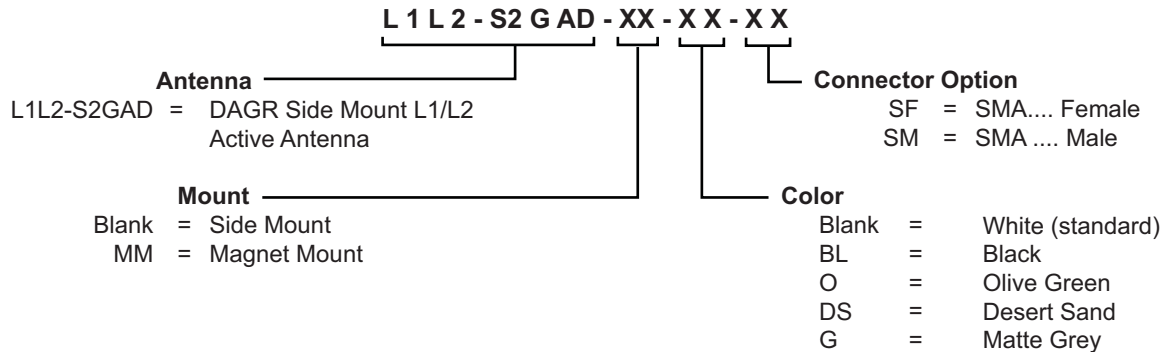 L 1 L 2 - S2 G AD - XX - X X - X X
Antenna
L1L2-S2GAD = DAGR Side Mount L1/L2
Active Antenna
Mount
Blank = Side Mount
MM = Magnet Mount
Connector Option
SF = SMA.... Female
SM = SMA .... Male
Color
Blank = White (standard)
BL = Black
O = Olive Green
DS = Desert Sand
G = Matte Grey